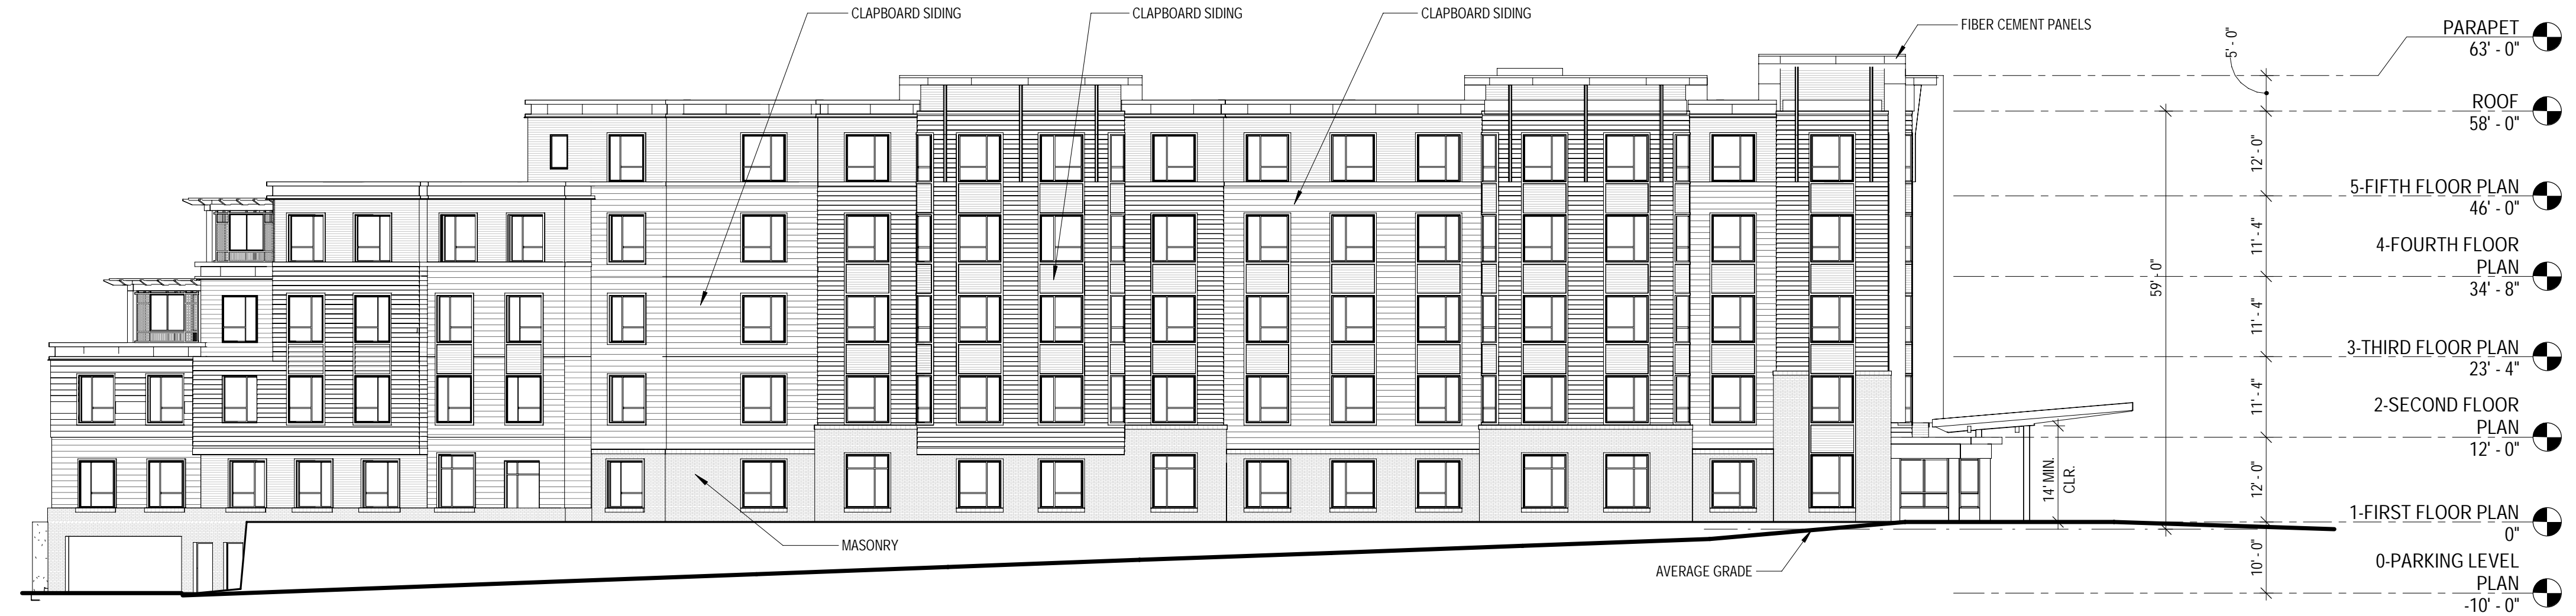 CLAPBOARD SIDING
CLAPBOARD SIDING
CLAPBOARD SIDING
FIBER CEMENT PANELS
PARAPET
63' - 0"
5' - 0"
ROOF
58' - 0"
12' - 0"
5-FIFTH FLOOR PLAN
46' - 0"
11' - 4"
4-FOURTH FLOOR
PLAN
34' - 8"
59' - 0"
11' - 4"
3-THIRD FLOOR PLAN
23' - 4"
11' - 4"
2-SECOND FLOOR
PLAN
12' - 0"
14' MIN.
CLR.
12' - 0"
1-FIRST FLOOR PLAN
0"
MASONRY
AVERAGE GRADE
10' - 0"
0-PARKING LEVEL
PLAN
-10' - 0"